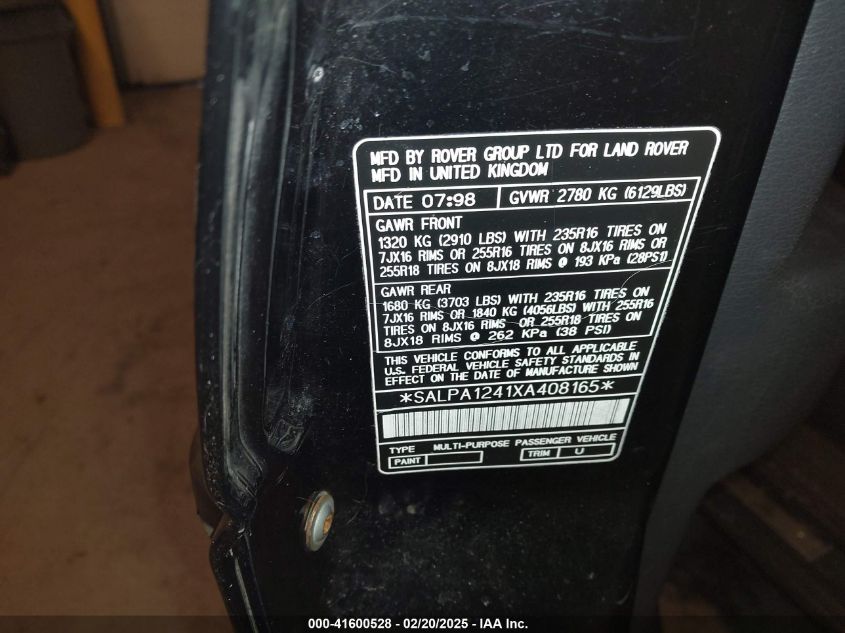 MFD BY ROVER GROUP LTD FOR LAND ROVER
MFD IN UNITED KINGDOM
DATE 07:98 GVWR 2780 KG (6129LBS)
GAWR FRONT
1320 KG (2910 LBS) WITH 235R16 TIRES ON
7JX16 RIMS OR 255R16 TIRES ON 8JX16 RIMS OR
255R18 TIRES ON 8JX18 RIMS @ 193 KPa (28PSI)
GAWR REAR
1680 KG (3703 LBS) WITH 235R16 TIRES ON
7JX16 RIMS OR 1840 KG (4056LBS) WITH 255R16
TIRES ON 8JX16 RIMS OR 255R18 TIRES ON
8JX18 RIMS @ 262 KPa (38 PSI)
THIS VEHICLE CONFORMS TO ALL APPLICABLE
U.S. FEDERAL VEHICLE SAFETY STANDARDS IN
EFFECT ON THE DATE OF MANUFACTURE SHOWN
*SALPA1241XA408165*
TYPE MULTI-PURPOSE PASSENGER VEHICLE
PAINT TRIM U
000-41600528 - 02/20/2025 - IAA Inc.